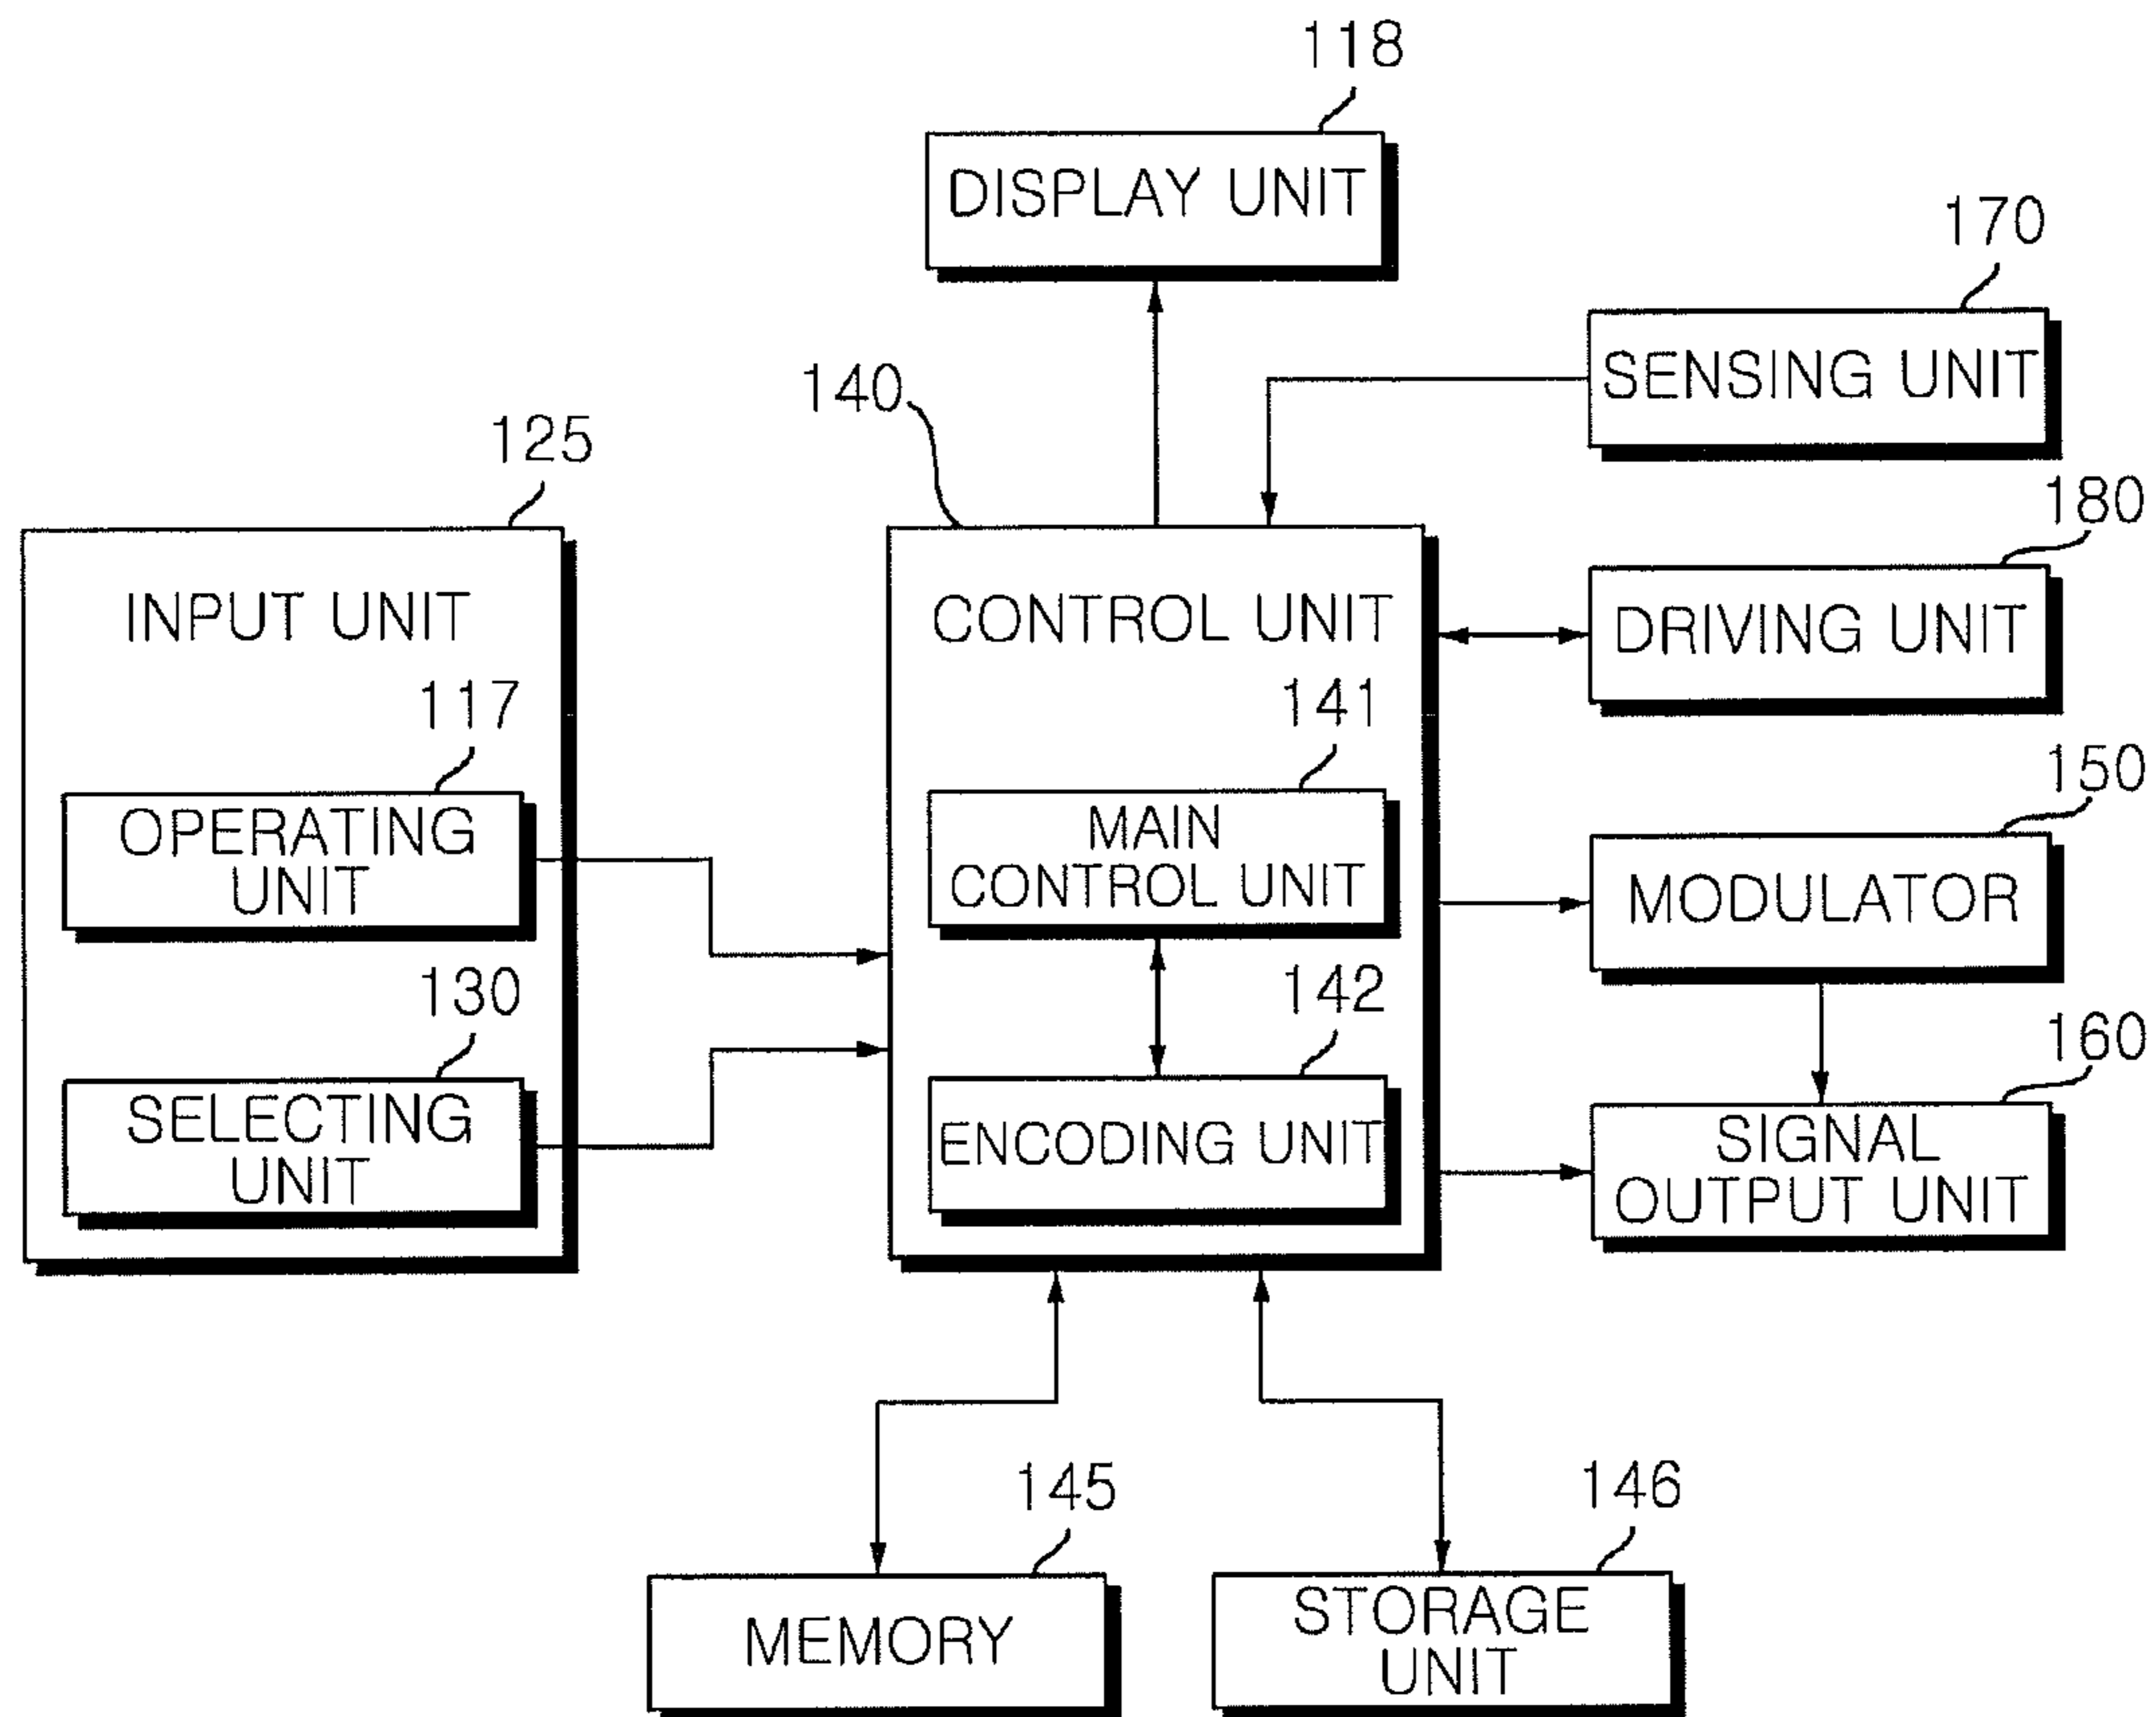 118
DISPLAY UNIT
170
SENSING UNIT
140
125
180
INPUT UNIT
CONTROL UNIT
DRIVING UNIT
117
141
150
OPERATING
UNIT
MAIN
CONTROL UNIT
MODULATOR
130
142
160
SELECTING
UNIT
ENCODING UNIT
SIGNAL
OUTPUT UNIT
145
146
MEMORY
STORAGE
UNIT